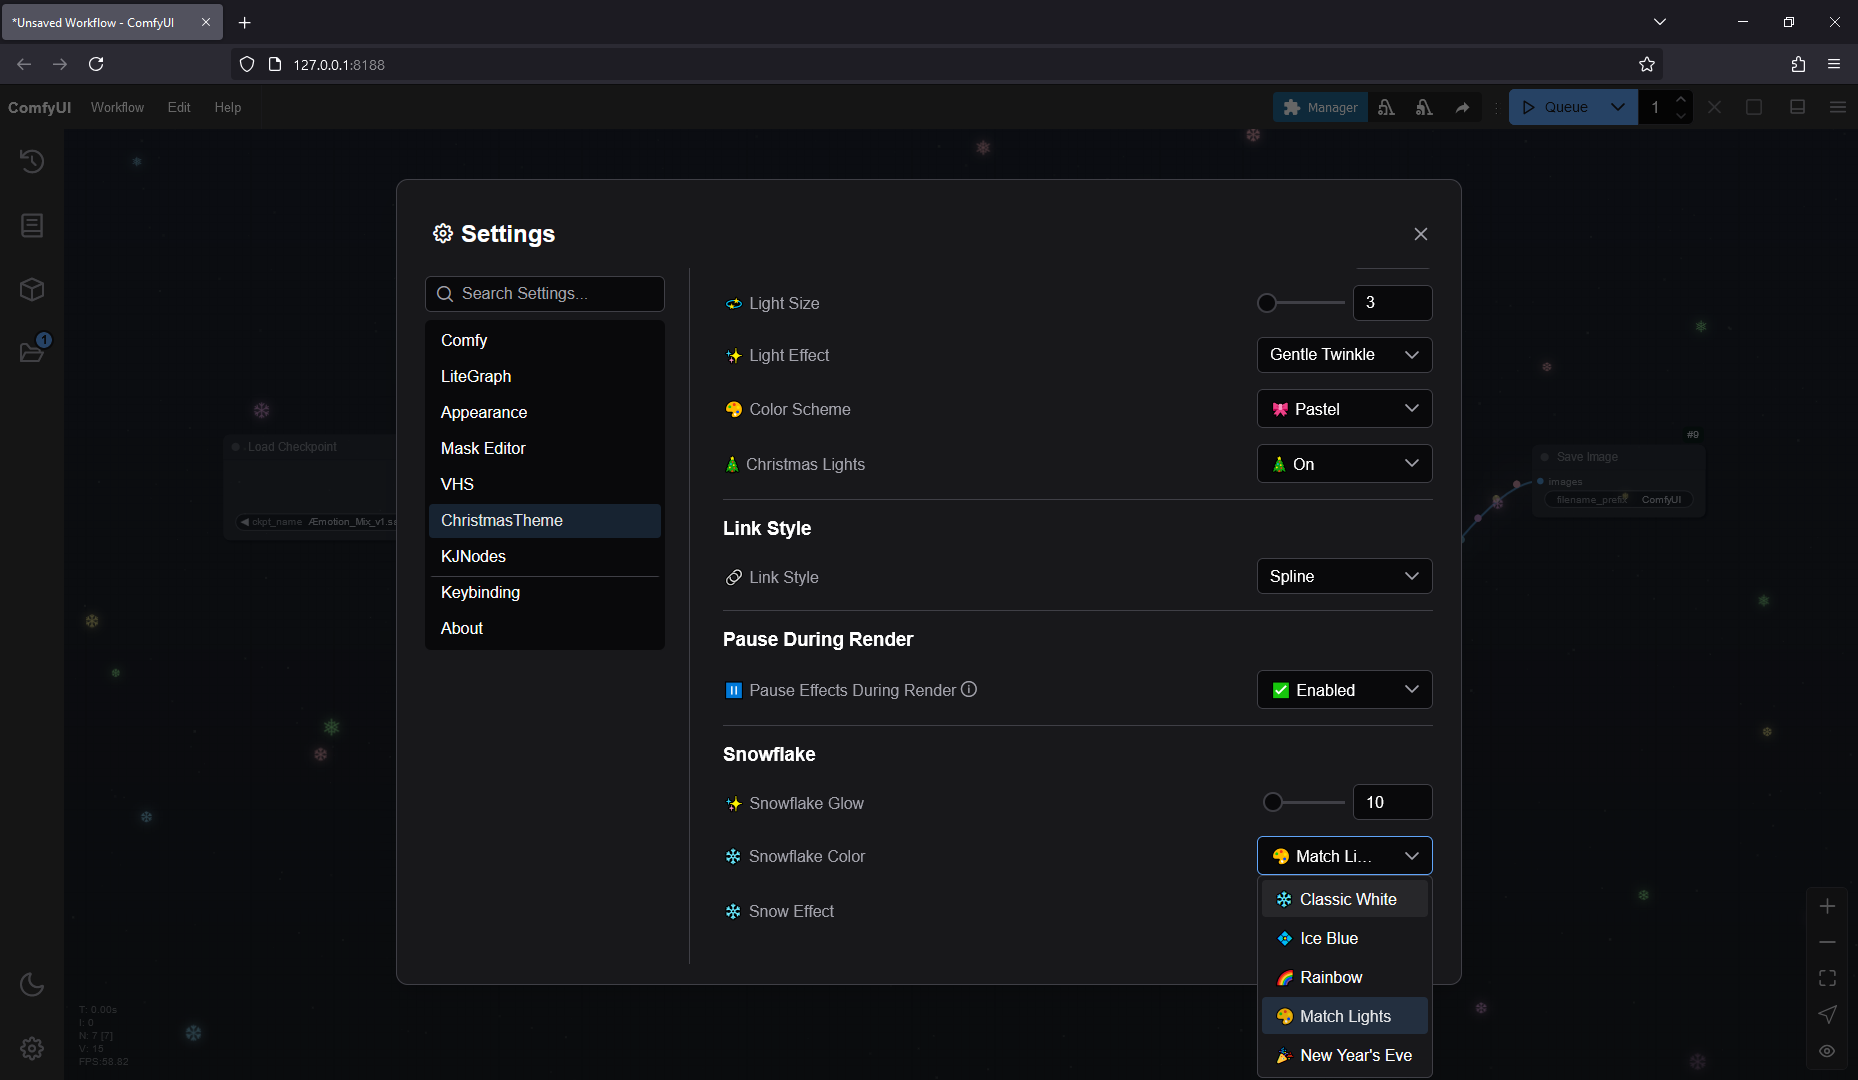 *Unsaved Workflow - ComfyUI
127.0.0.1:8188
ComfyUI Workflow Edit Help
Manager
Queue
1
1
Settings
Search Settings...
Comfy
LiteGraph
Appearance
Mask Editor
VHS
ChristmasTheme
KJNodes
Keybinding
About
Light Size
3
Light Effect
Gentle Twinkle
Color Scheme
Pastel
Christmas Lights
On
Link Style
Link Style
Spline
Pause During Render
Pause Effects During Render
Enabled
Snowflake
Snowflake Glow
10
Snowflake Color
Match Li...
Snow Effect
Classic White
Ice Blue
Rainbow
Match Lights
New Year's Eve
Load Checkpoint
ckpt_name Æmotion_Mix_v1.sa
#9
Save Image
images
filename_prefix ComfyUI
T: 0.00s
I: 0
N: 7 [7]
V: 15
FPS:58.82